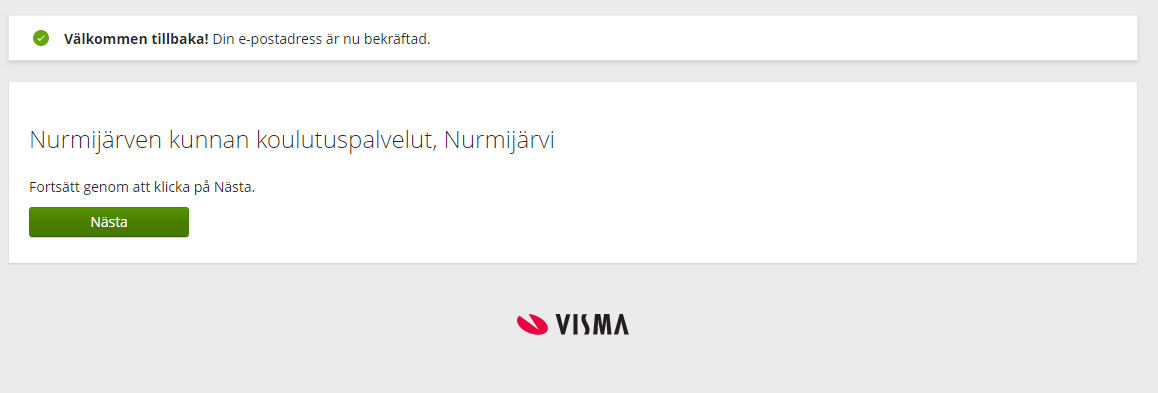 Välkommen tillbaka! Din e-postadress är nu bekräftad.
Nurmijärven kunnan koulutuspalvelut, Nurmijärvi
Fortsätt genom att klicka på Nästa.
Nästa
VISMA